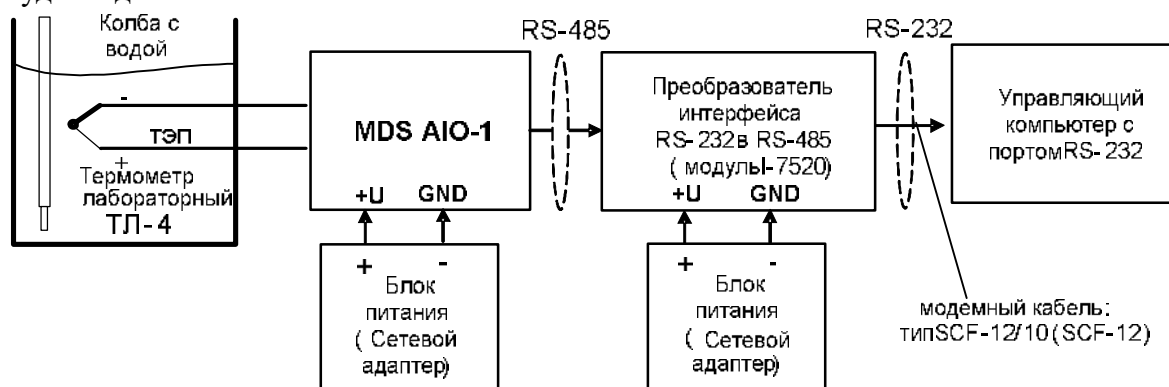 Колба с
водой
-
ТЭП
+
Термометр
лабораторный
ТЛ-4
MDS AIO-1
+U GND
+ -
Блок
питания
( Сетевой
адаптер)
RS-485
Преобразователь
интерфейса
RS-232в RS-485
( модульI-7520)
+U GND
+ -
Блок
питания
( Сетевой
адаптер)
RS-232
Управляющий
компьютер с
портомRS-232
модемный кабель:
типSCF-12/10(SCF-12)